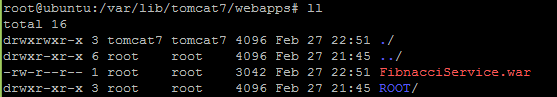 root@ubuntu:/var/lib/tomcat7/webapps# ll
total 16
drwxrwxr-x 3 tomcat7 tomcat7 4096 Feb 27 22:51 ./
drwxr-xr-x 6 root    root    4096 Feb 27 21:45 ../
-rw-r--r-- 1 root    root    3042 Feb 27 22:51 FibnacciService.war
drwxr-xr-x 3 root    root    4096 Feb 27 21:45 ROOT/